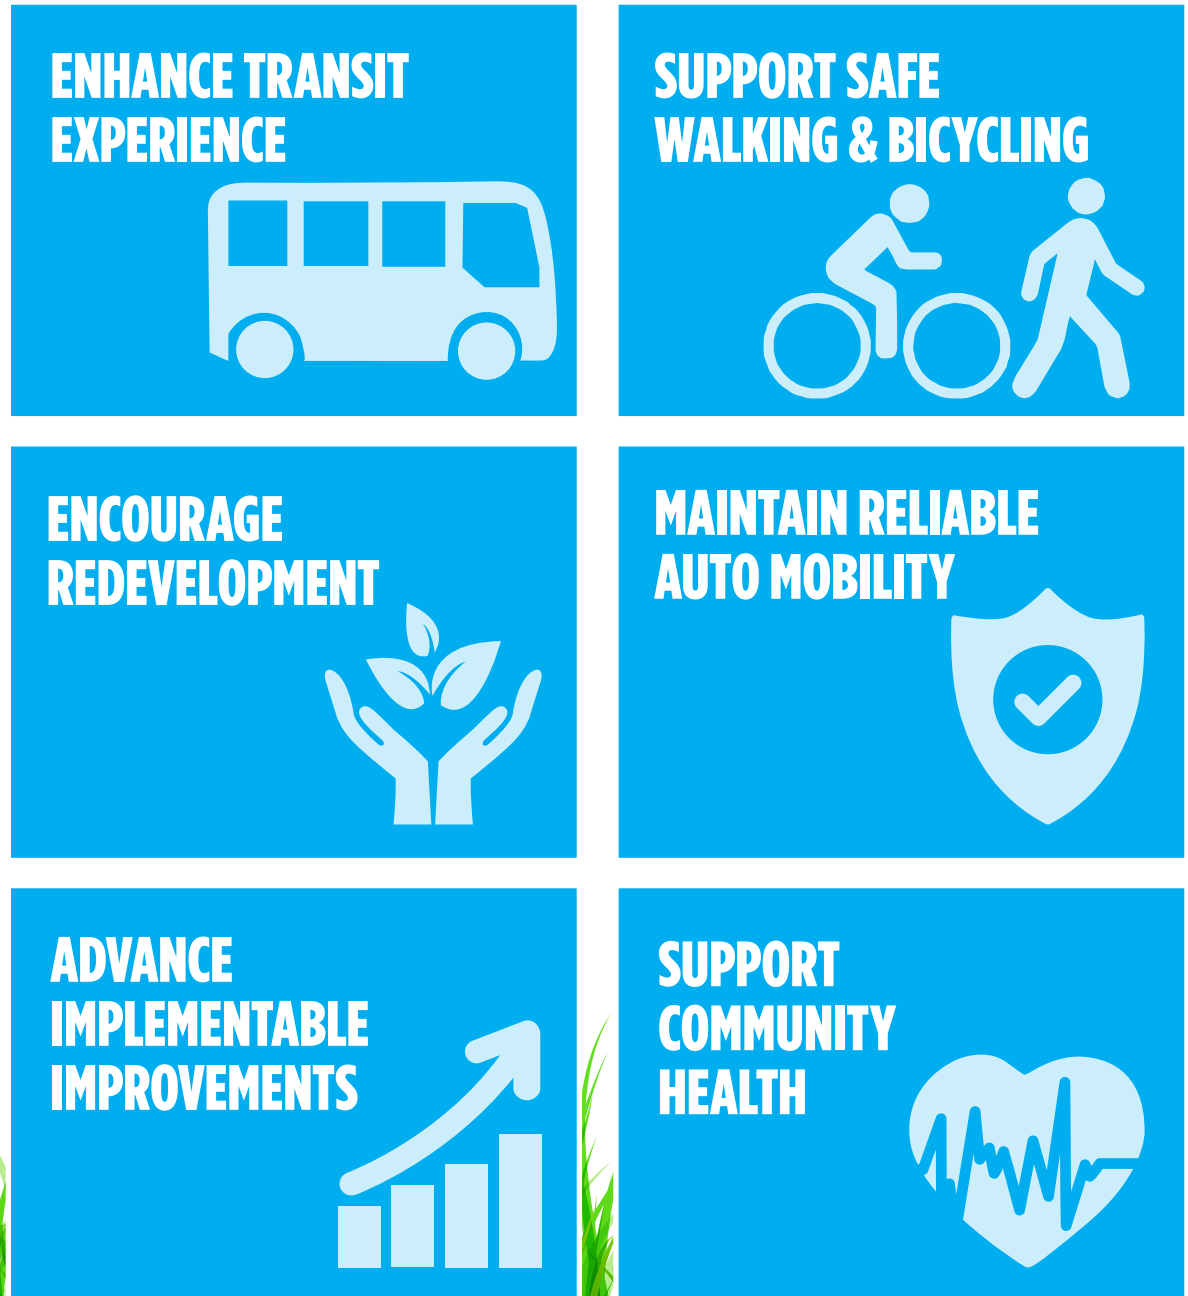 ENHANCE TRANSIT
EXPERIENCE
SUPPORT SAFE
WALKING & BICYCLING
ENCOURAGE
REDEVELOPMENT
MAINTAIN RELIABLE
AUTO MOBILITY
ADVANCE
IMPLEMENTABLE
IMPROVEMENTS
SUPPORT
COMMUNITY
HEALTH